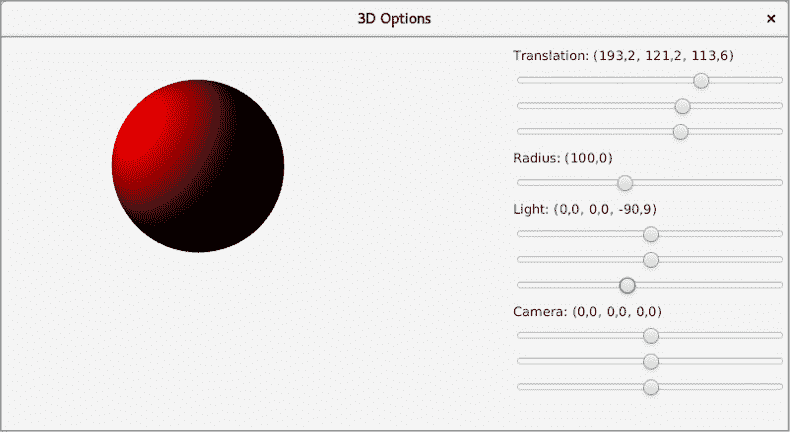 3D Options
Translation: (193,2, 121,2, 113,6)
Radius: (100,0)
Light: (0,0, 0,0, -90,9)
Camera: (0,0, 0,0, 0,0)